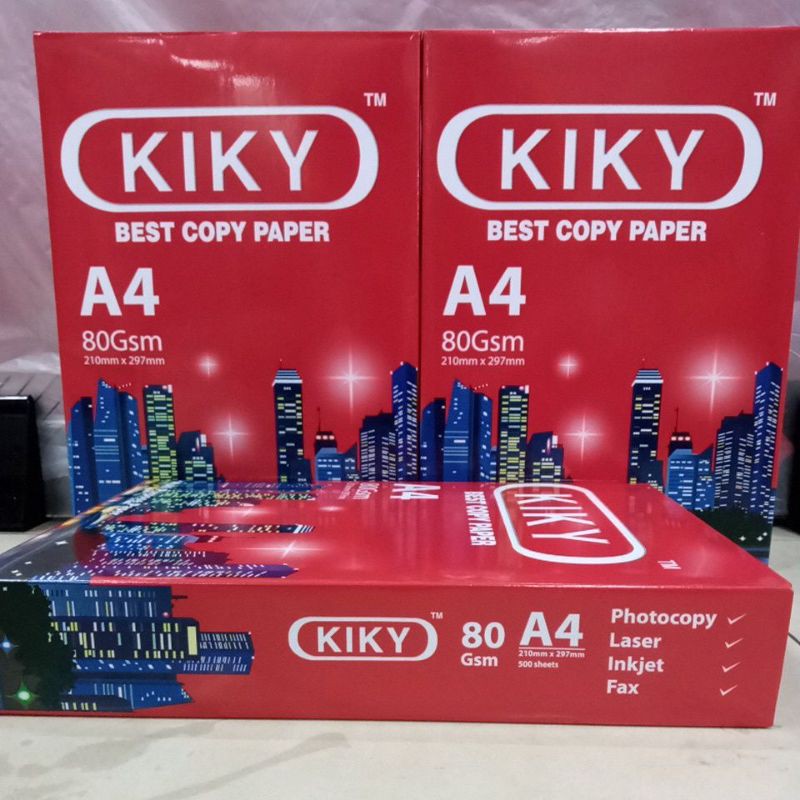 TM
KIKY
BEST COPY PAPER
A4
80Gsm
210mm x 297mm
TM
KIKY
BEST COPY PAPER
A4
80Gsm
210mm x 297mm
A4
BEST COPY PAPER
KIKY
TM
KIKY
TM
80
Gsm
A4
210mm x 297mm
500 sheets
Photocopy ✓
Laser ✓
Inkjet ✓
Fax ✓